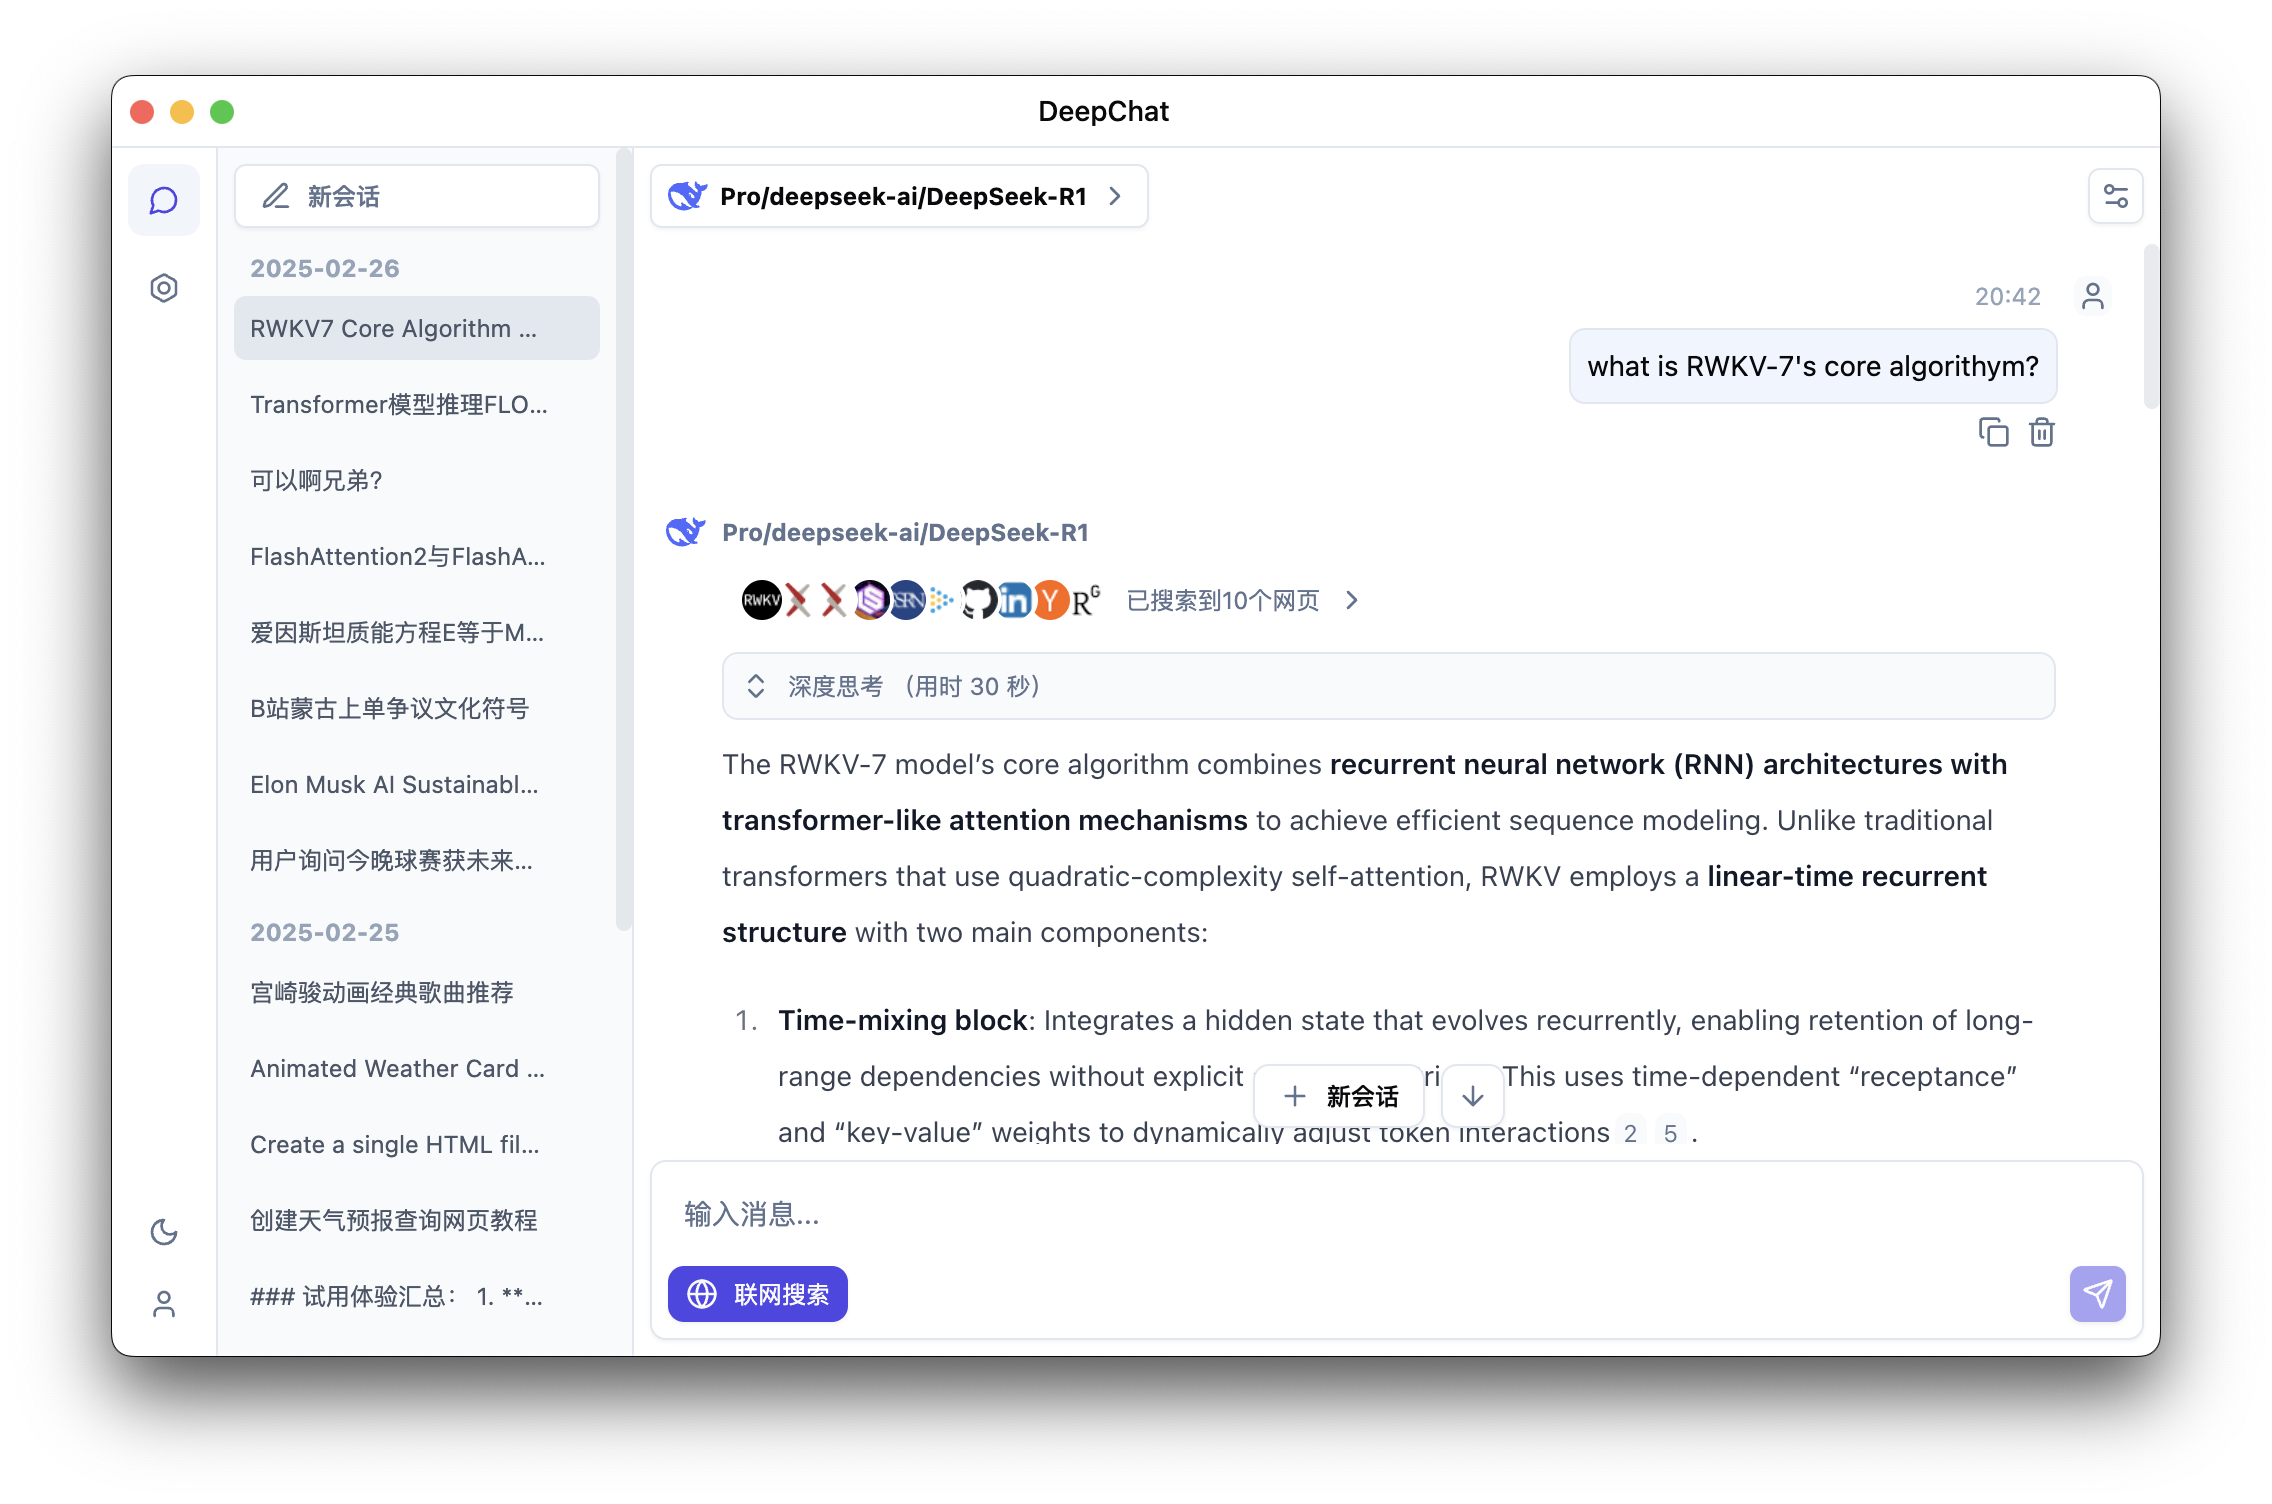 DeepChat
新会话
2025-02-26
RWKV7 Core Algorithm ...
Transformer模型推理FLO...
可以啊兄弟?
FlashAttention2与FlashA...
爱因斯坦质能方程E等于M...
B站蒙古上单争议文化符号
Elon Musk AI Sustainabl...
用户询问今晚球赛获未来...
2025-02-25
宫崎骏动画经典歌曲推荐
Animated Weather Card ...
Create a single HTML fil...
创建天气预报查询网页教程
### 试用体验汇总： 1. **...
Pro/deepseek-ai/DeepSeek-R1
20:42
what is RWKV-7's core algorithym?
Pro/deepseek-ai/DeepSeek-R1
RWKV SRN in Y RG 已搜索到10个网页
深度思考 （用时 30 秒）
The RWKV-7 model’s core algorithm combines recurrent neural network (RNN) architectures with
transformer-like attention mechanisms to achieve efficient sequence modeling. Unlike traditional
transformers that use quadratic-complexity self-attention, RWKV employs a linear-time recurrent
structure with two main components:
1. Time-mixing block: Integrates a hidden state that evolves recurrently, enabling retention of long-
range dependencies without explicit ri This uses time-dependent “receptance”
新会话
and “key-value” weights to dynamically adjust token interactions 2 5 .
输入消息...
联网搜索